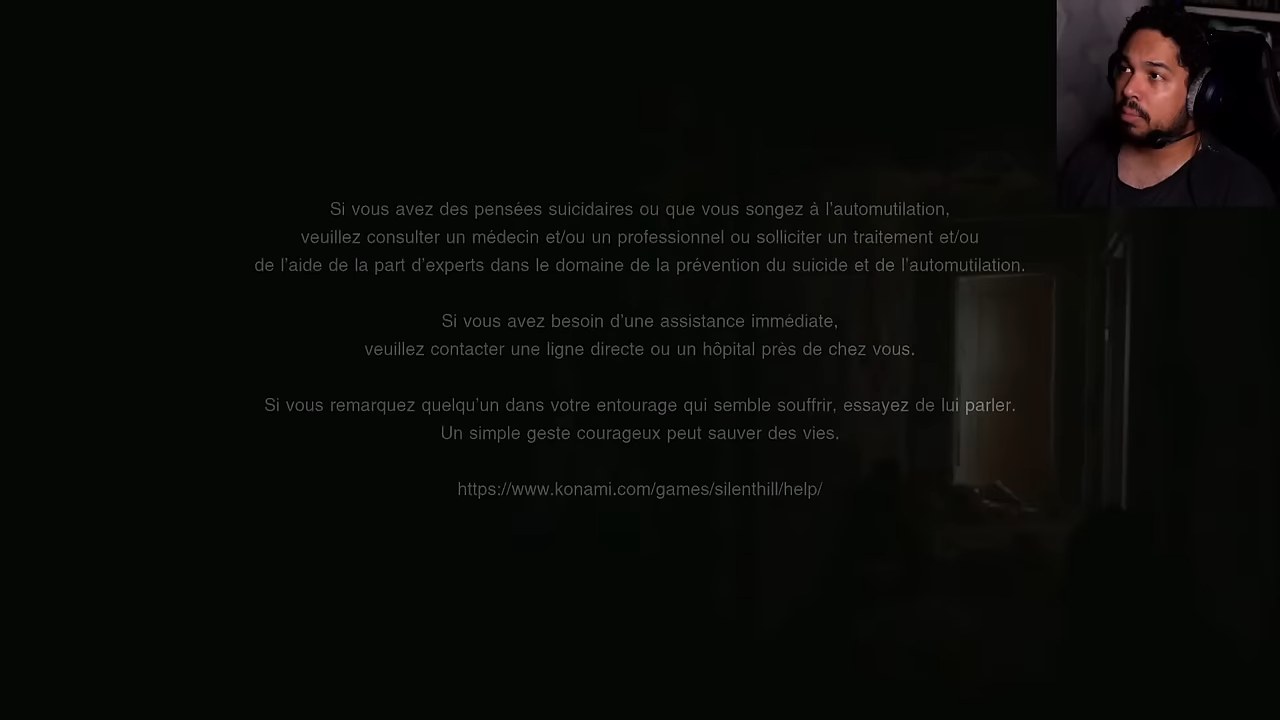 Si vous avez des pensées suicidaires ou que vous songez à l'automutilation,
veuillez consulter un médecin et/ou un professionnel ou solliciter un traitement et/ou
de l'aide de la part d'experts dans le domaine de la prévention du suicide et de l'automutilation.
Si vous avez besoin d'une assistance immédiate,
veuillez contacter une ligne directe ou un hôpital près de chez vous.
Si vous remarquez quelqu'un dans votre entourage qui semble souffrir, essayez de lui parler.
Un simple geste courageux peut sauver des vies.
https://www.konami.com/games/silenthill/help/